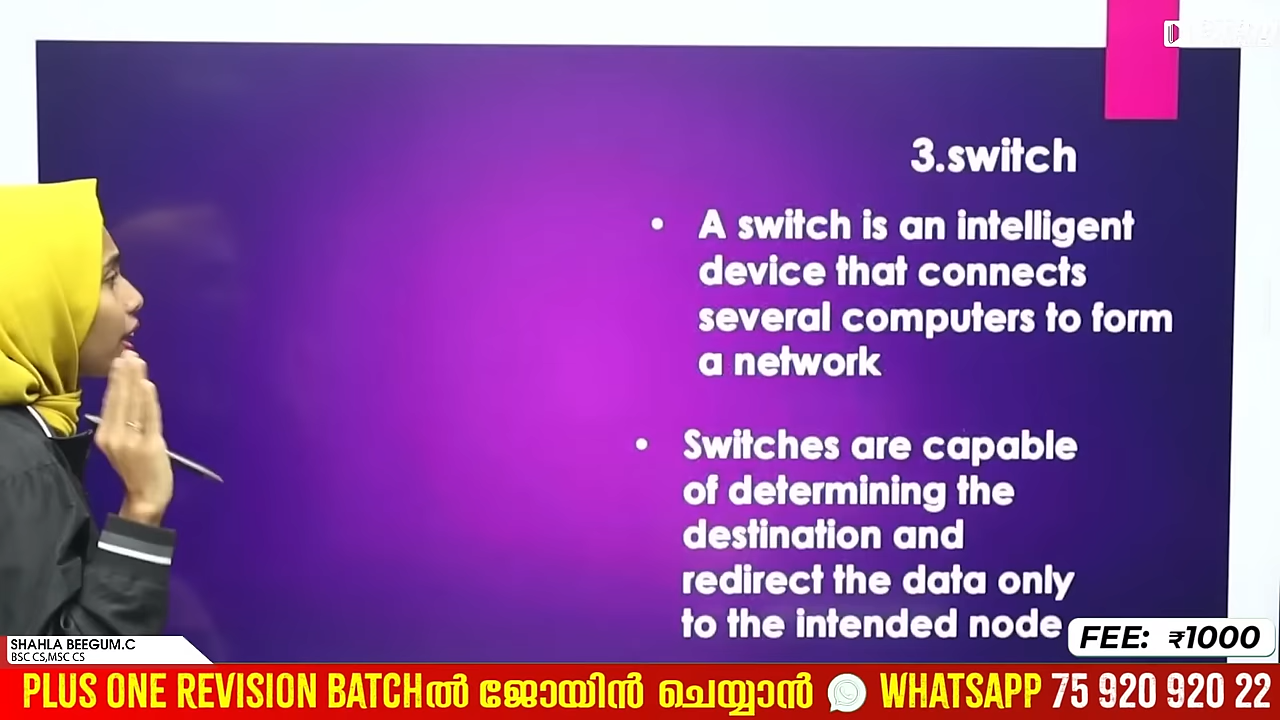 3.switch
• A switch is an intelligent
device that connects
several computers to form
a network
• Switches are capable
of determining the
destination and
redirect the data only
to the intended node
FEE: ₹1000
SHAHLA BEEGUM.C
BSC CS,MSC CS
PLUS ONE REVISION BATCHൽ ജോയിൻ ചെയ്യാൻ WHATSAPP 75 920 920 22